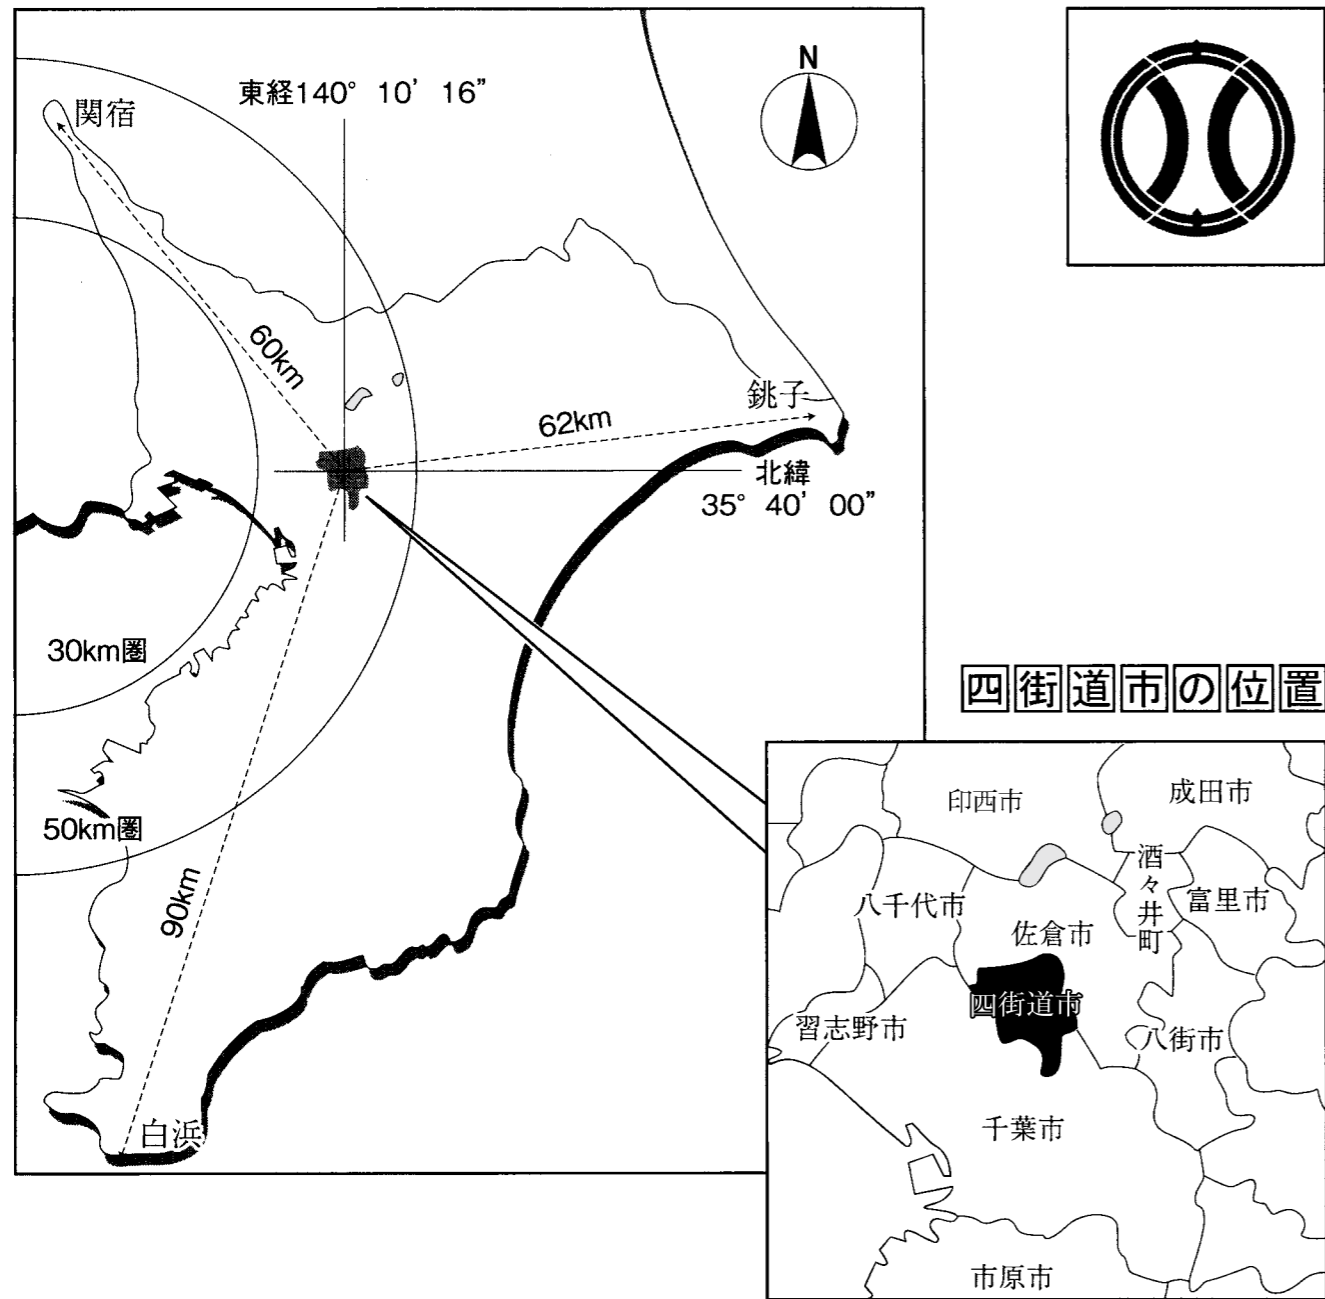 N
東経140° 10’ 16”
関宿
60km
銚子
62km
北緯
35° 40’ 00”
30km圏
50km圏
90km
白浜
四街道市の位置
印西市
成田市
酒々井町
富里市
八千代市
佐倉市
四街道市
習志野市
八街市
千葉市
市原市